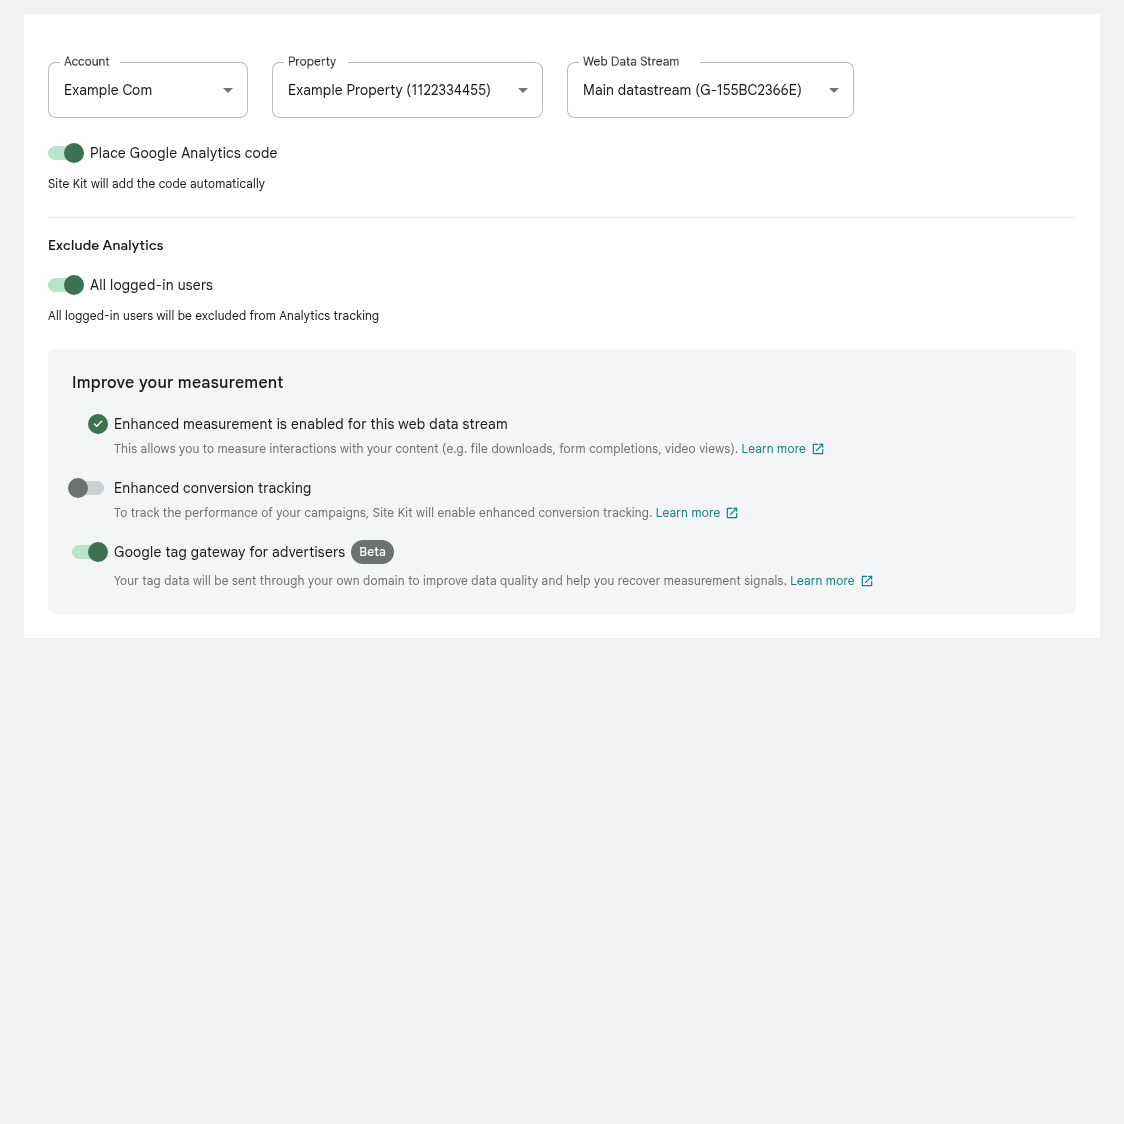 Account
Property
Web Data Stream
Example Com
Example Property (1122334455)
Main datastream (G-155BC2366E)
Place Google Analytics code
Site Kit will add the code automatically
Exclude Analytics
All logged-in users
All logged-in users will be excluded from Analytics tracking
Improve your measurement
Enhanced measurement is enabled for this web data stream
This allows you to measure interactions with your content (e.g. file downloads, form completions, video views). Learn more
Enhanced conversion tracking
To track the performance of your campaigns, Site Kit will enable enhanced conversion tracking. Learn more
Google tag gateway for advertisers Beta
Your tag data will be sent through your own domain to improve data quality and help you recover measurement signals. Learn more